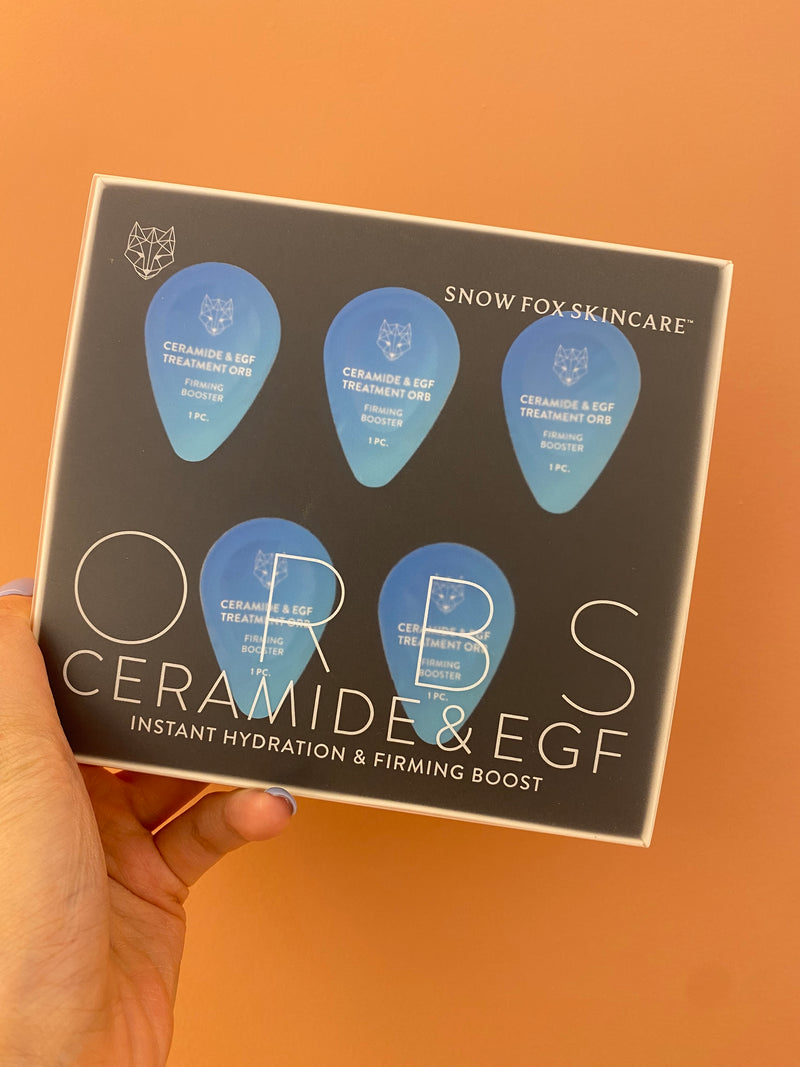 SNOW FOX SKINCARE™
CERAMIDE & EGF
TREATMENT ORB
FIRMING
BOOSTER
1 PC.
CERAMIDE & EGF
TREATMENT ORB
FIRMING
BOOSTER
1 PC.
CERAMIDE & EGF
TREATMENT ORB
FIRMING
BOOSTER
1 PC.
CERAMIDE & EGF
TREATMENT ORB
FIRMING
BOOSTER
1 PC.
CERAMIDE & EGF
TREATMENT ORB
FIRMING
BOOSTER
1 PC.
ORBS
CERAMIDE & EGF
INSTANT HYDRATION & FIRMING BOOST